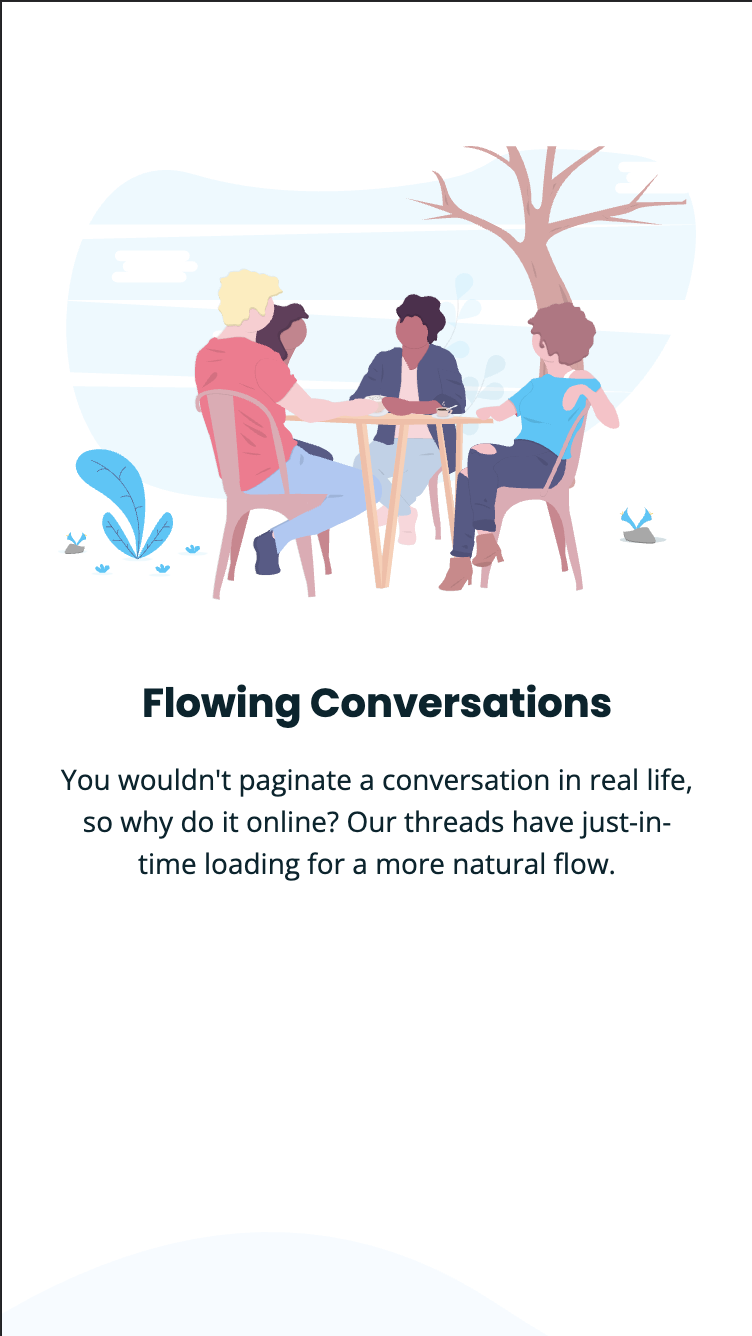 Flowing Conversations
You wouldn't paginate a conversation in real life,
so why do it online? Our threads have just-in-
time loading for a more natural flow.